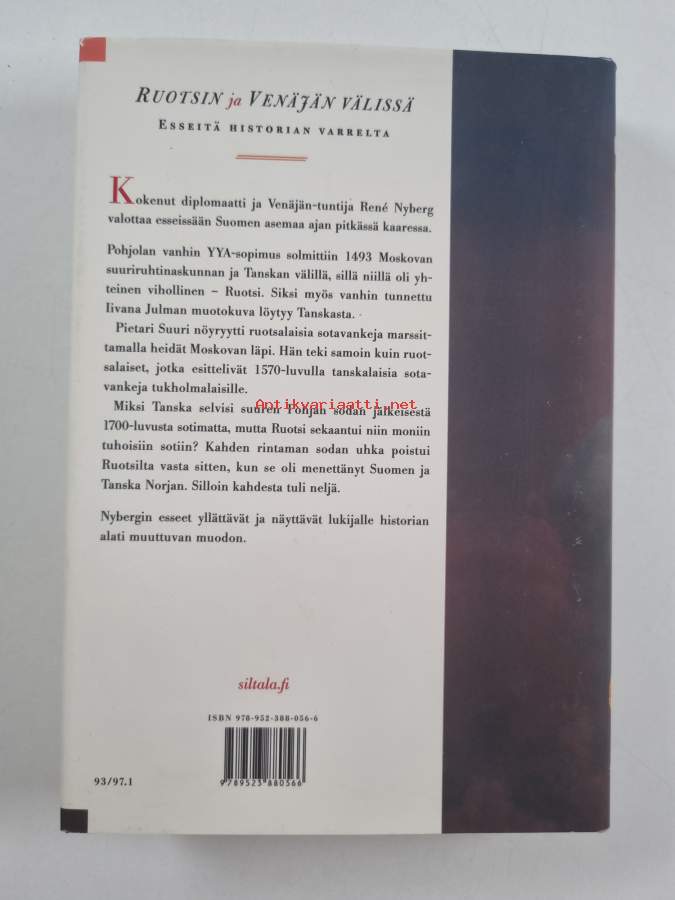 RUOTSIN ja VENÄJÄN VÄLISSÄ
ESSEITÄ HISTORIAN VARRELTA
Kokenut diplomaatti ja Venäjän-tuntija René Nyberg
valottaa esseissään Suomen asemaa ajan pitkässä kaaressa.
Pohjolan vanhin YYA-sopimus solmittiin 1493 Moskovan
suuriruhtinaskunnan ja Tanskan välillä, sillä niillä oli yh-
teinen vihollinen – Ruotsi. Siksi myös vanhin tunnettu
Iivana Julman muotokuva löytyy Tanskasta.
Pietari Suuri nöyryytti ruotsalaisia sotavankeja marssit-
tamalla heidät Moskovan läpi. Hän teki samoin kuin ruot-
salaiset, jotka esittelivät 1570-luvulla tanskalaisia sota-
vankeja tukholmalaisille.
Antikvariaatti.net
Miksi Tanska selvisi suuren Pohjan sodan jälkeisestä
1700-luvusta sotimatta, mutta Ruotsi sekaantui niin moniin
tuhoisiin sotiin? Kahden rintaman sodan uhka poistui
Ruotsilta vasta sitten, kun se oli menettänyt Suomen ja
Tanska Norjan. Silloin kahdesta tuli neljä.
Nybergin esseet yllättävät ja näyttävät lukijalle historian
alati muuttuvan muodon.
siltala.fi
ISBN 978-952-388-056-6
9 789523 880566
93/97.1